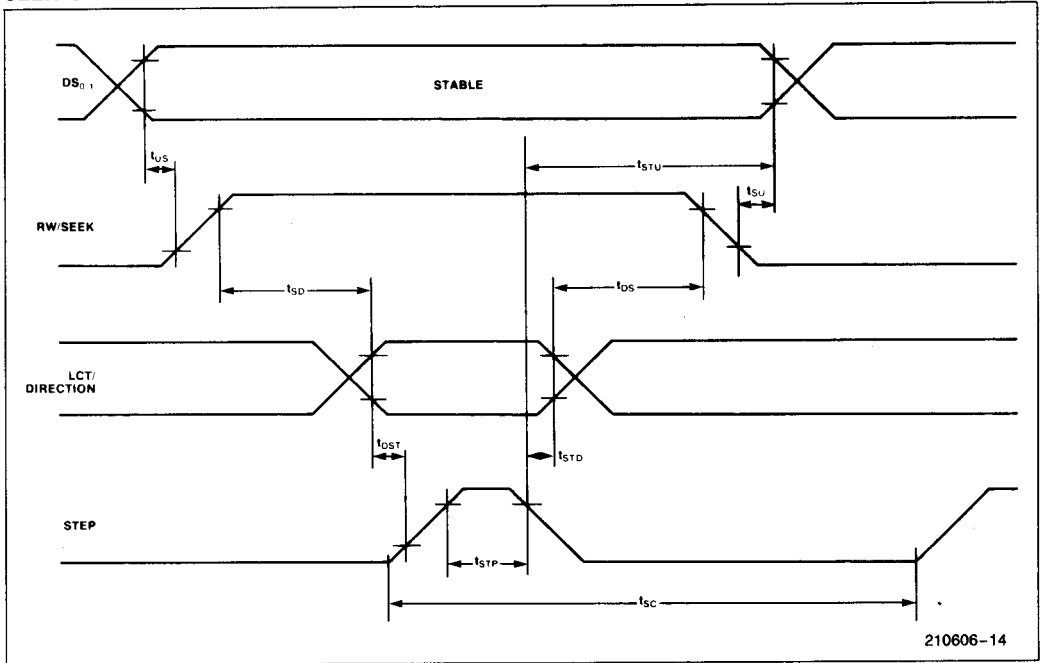 DS0,1
STABLE
tUS
tSTU
tSU
RW/SEEK
tSD
tDS
LCT/
DIRECTION
tDST
tSTD
STEP
tSTP
tSC
210606-14